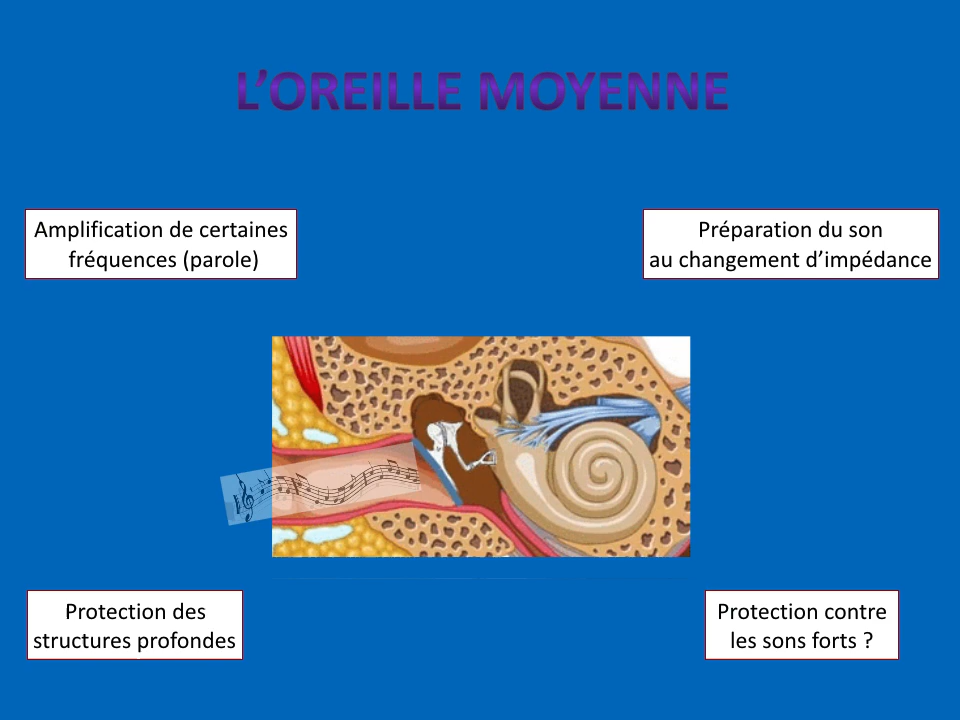 L’OREILLE MOYENNE
Amplification de certaines
fréquences (parole)
Préparation du son
au changement d’impédance
Protection des
structures profondes
Protection contre
les sons forts ?